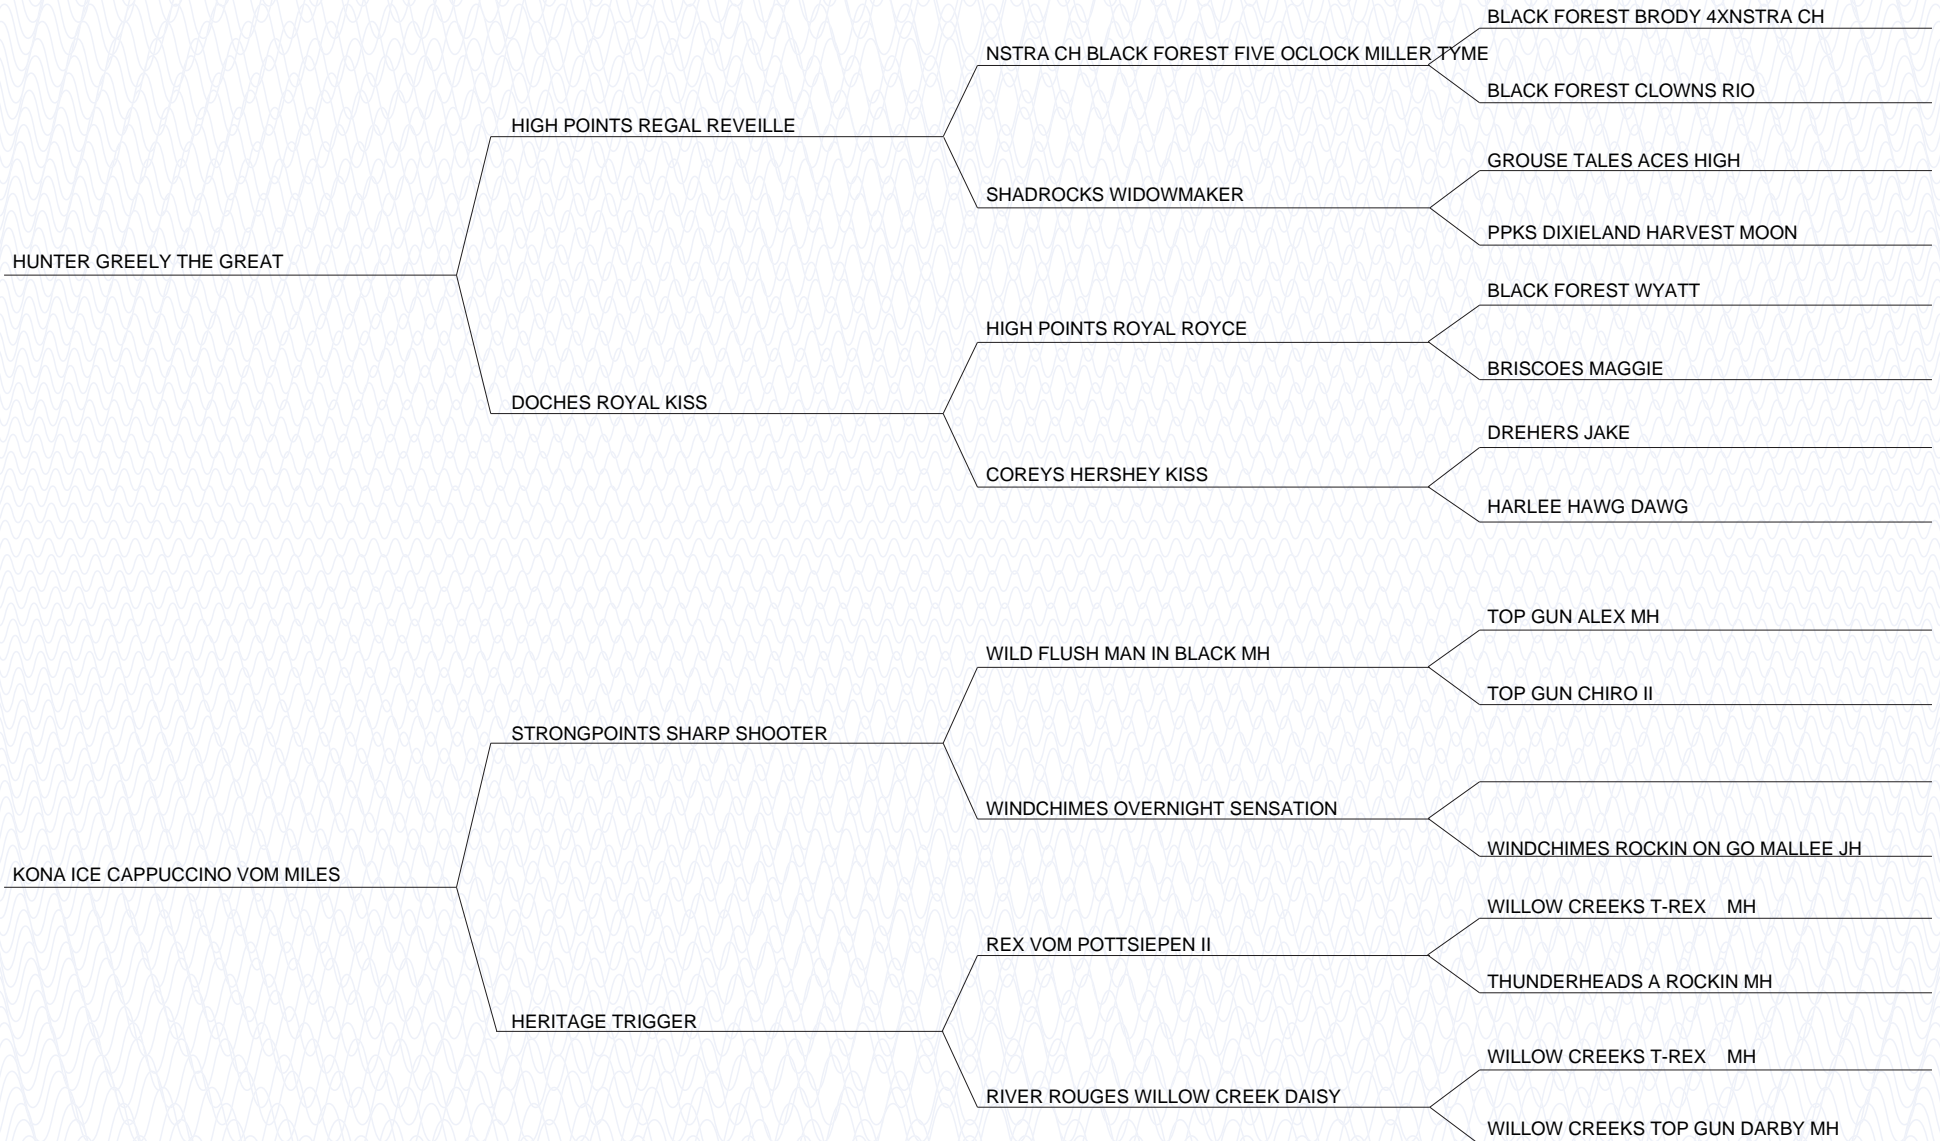 BLACK FOREST BRODY 4XNSTRA CH
NSTRA CH BLACK FOREST FIVE OCLOCK MILLER TYME
BLACK FOREST CLOWNS RIO
HIGH POINTS REGAL REVEILLE
GROUSE TALES ACES HIGH
SHADROCKS WIDOWMAKER
PPKS DIXIELAND HARVEST MOON
HUNTER GREELY THE GREAT
BLACK FOREST WYATT
HIGH POINTS ROYAL ROYCE
BRISCOES MAGGIE
DOCHES ROYAL KISS
DREHERS JAKE
COREYS HERSHEY KISS
HARLEE HAWG DAWG
TOP GUN ALEX MH
WILD FLUSH MAN IN BLACK MH
TOP GUN CHIRO II
STRONGPOINTS SHARP SHOOTER
WINDCHIMES OVERNIGHT SENSATION
WINDCHIMES ROCKIN ON GO MALLEE JH
KONA ICE CAPPUCCINO VOM MILES
WILLOW CREEKS T-REX MH
REX VOM POTTSIEPEN II
THUNDERHEADS A ROCKIN MH
HERITAGE TRIGGER
WILLOW CREEKS T-REX MH
RIVER ROUGES WILLOW CREEK DAISY
WILLOW CREEKS TOP GUN DARBY MH